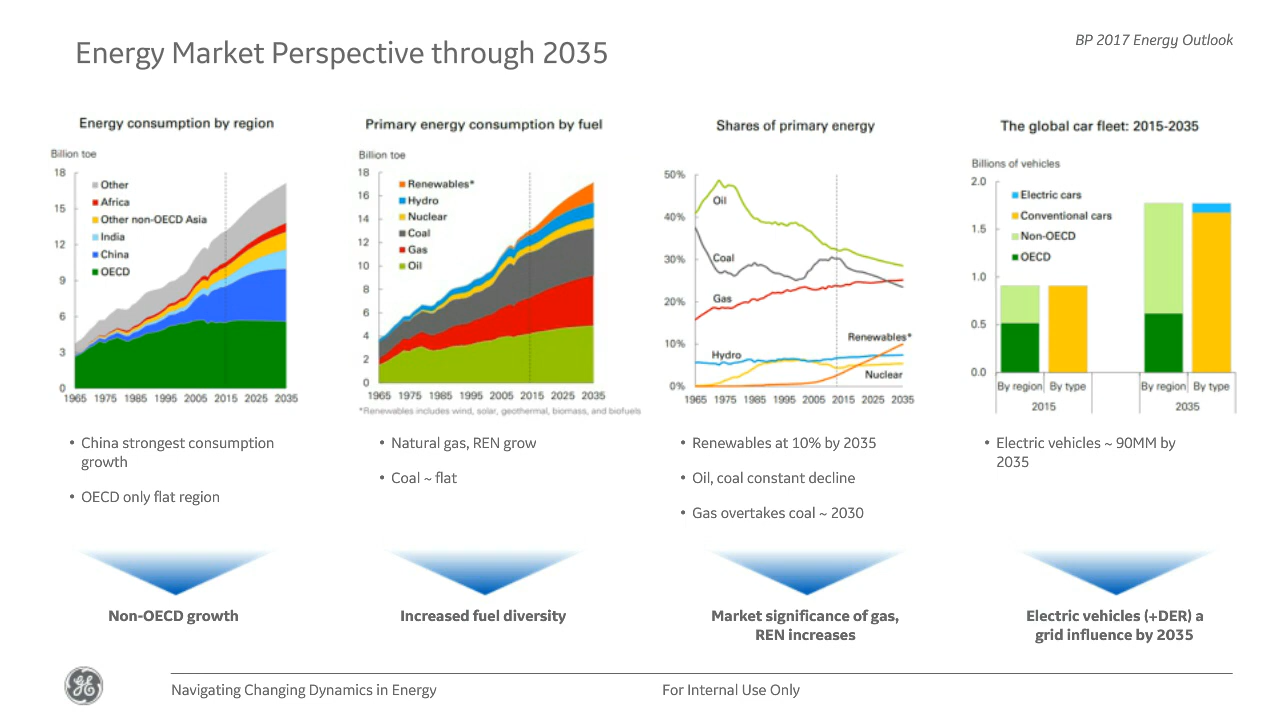 Energy Market Perspective through 2035
BP 2017 Energy Outlook
Energy consumption by region
Billion toe
18
15
12
9
6
3
0
Other
Africa
Other non-OECD Asia
India
China
OECD
1965 1975 1985 1995 2005 2015 2025 2035
• China strongest consumption
growth
• OECD only flat region
Non-OECD growth
Primary energy consumption by fuel
Billion toe
18
16
14
12
10
8
6
4
2
0
Renewables*
Hydro
Nuclear
Coal
Gas
Oil
1965 1975 1985 1995 2005 2015 2025 2035
*Renewables includes wind, solar, geothermal, biomass, and biofuels
• Natural gas, REN grow
• Coal ~ flat
Increased fuel diversity
Shares of primary energy
50%
40%
30%
20%
10%
0%
Oil
Coal
Gas
Renewables*
Hydro
Nuclear
1965 1975 1985 1995 2005 2015 2025 2035
• Renewables at 10% by 2035
• Oil, coal constant decline
• Gas overtakes coal ~ 2030
Market significance of gas,
REN increases
The global car fleet: 2015-2035
Billions of vehicles
2.0
1.5
1.0
0.5
0.0
Electric cars
Conventional cars
Non-OECD
OECD
By region By type By region By type
2015 2035
• Electric vehicles ~ 90MM by
2035
Electric vehicles (+DER) a
grid influence by 2035
GE
Navigating Changing Dynamics in Energy
For Internal Use Only